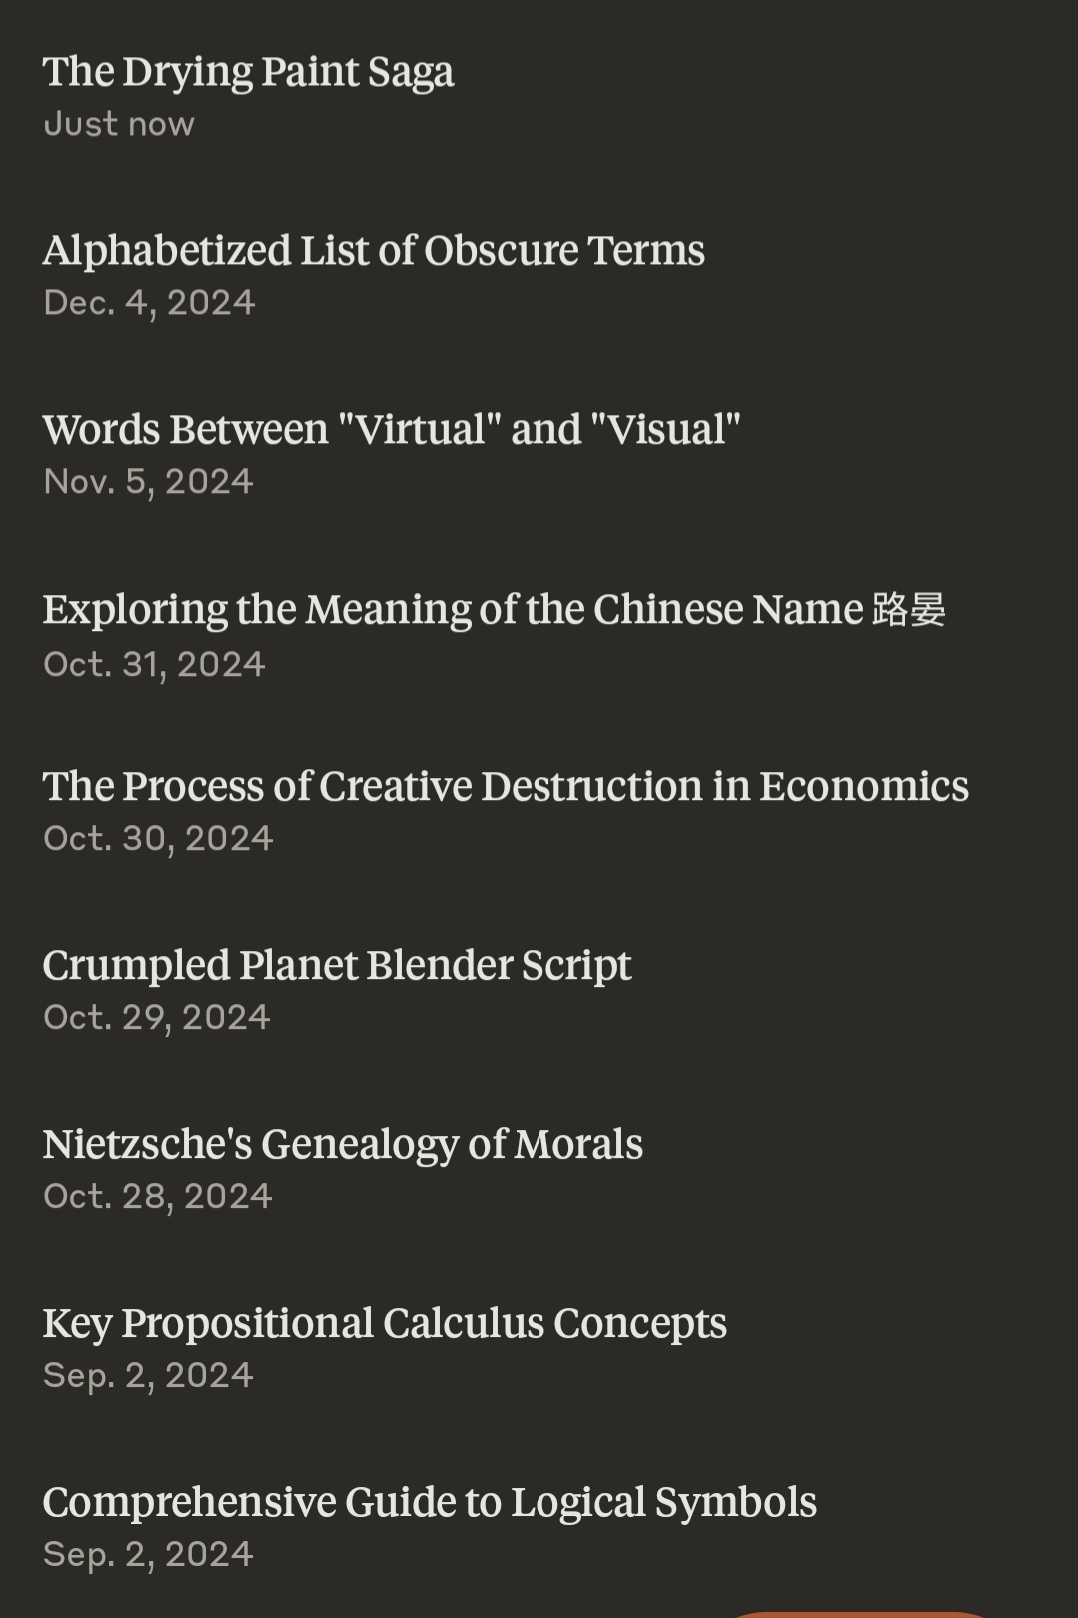 The Drying Paint Saga
Just now
Alphabetized List of Obscure Terms
Dec. 4, 2024
Words Between "Virtual" and "Visual"
Nov. 5, 2024
Exploring the Meaning of the Chinese Name 路晏
Oct. 31, 2024
The Process of Creative Destruction in Economics
Oct. 30, 2024
Crumpled Planet Blender Script
Oct. 29, 2024
Nietzsche's Genealogy of Morals
Oct. 28, 2024
Key Propositional Calculus Concepts
Sep. 2, 2024
Comprehensive Guide to Logical Symbols
Sep. 2, 2024